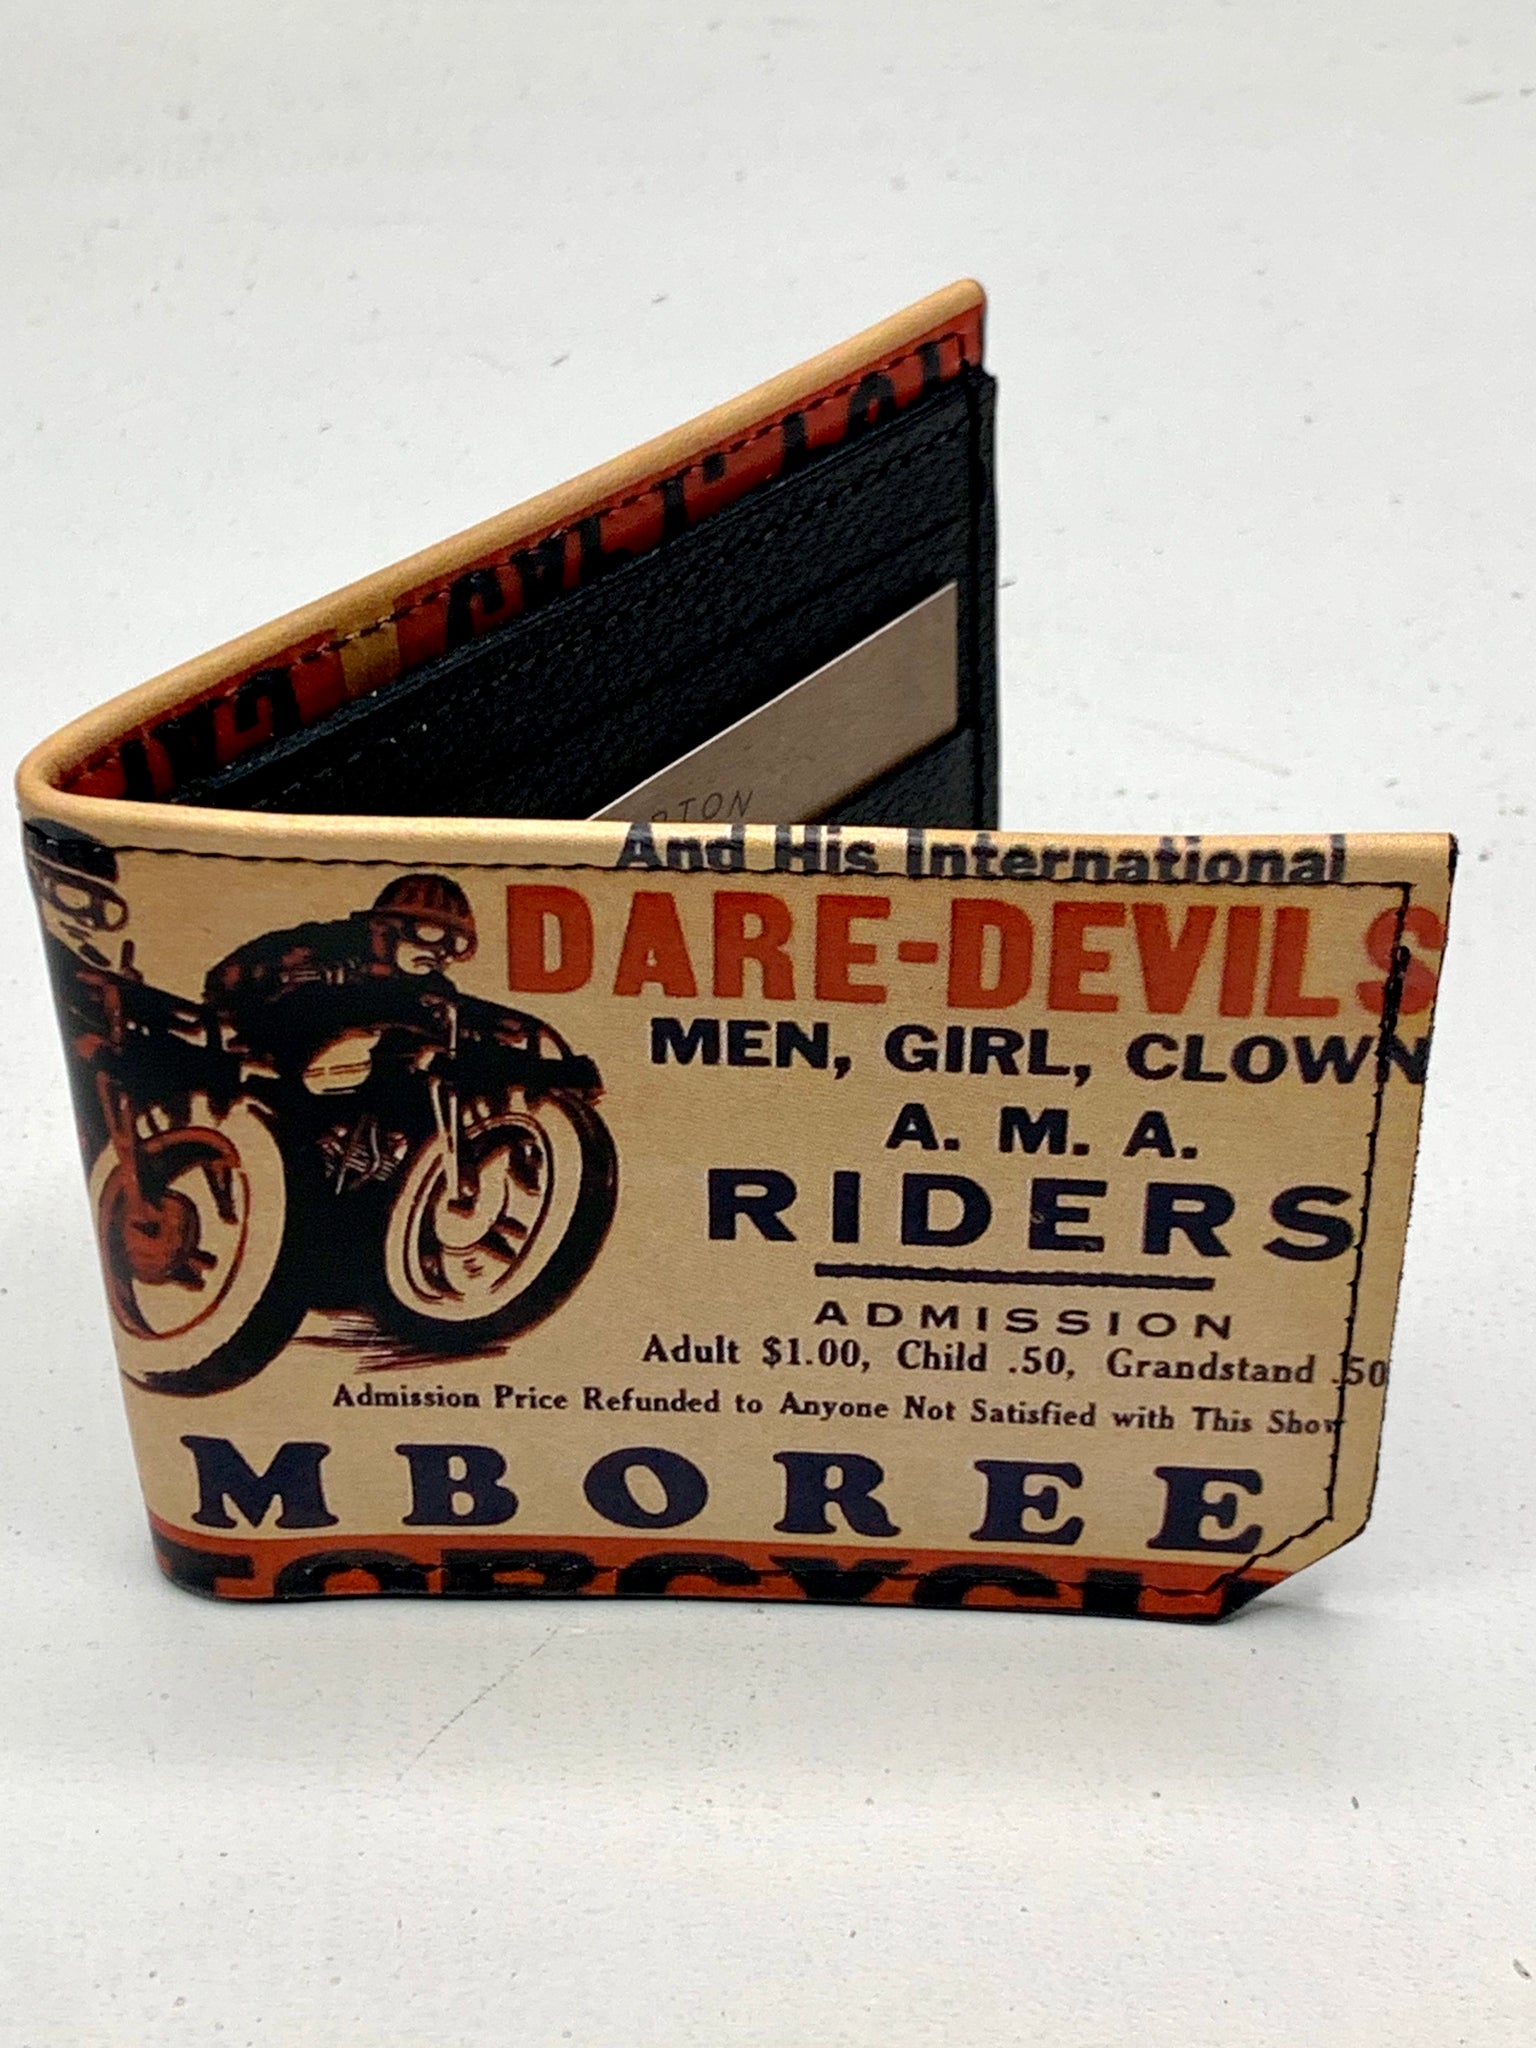 And His International
DARE-DEVILS
MEN, GIRL, CLOWN
A. M. A.
RIDERS
ADMISSION
Adult $1.00, Child .50, Grandstand .50
Admission Price Refunded to Anyone Not Satisfied with This Show
MBOREE
TORCYCL